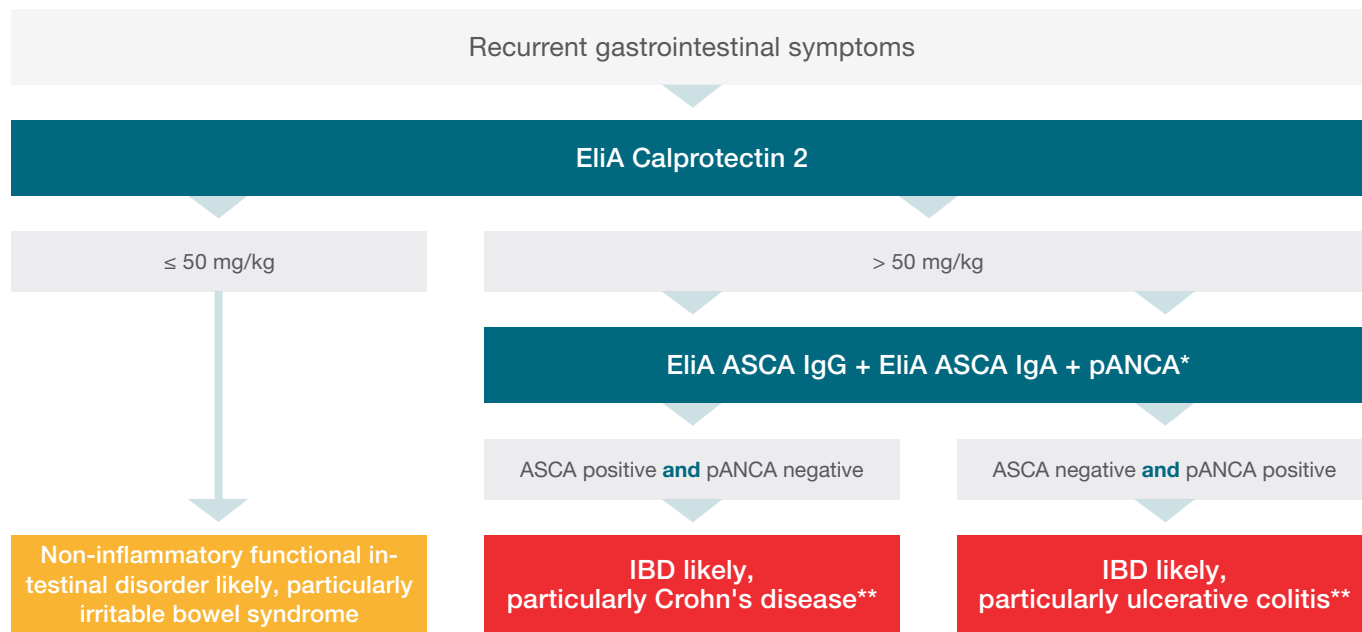 Recurrent gastrointestinal symptoms
EliA Calprotectin 2
≤ 50 mg/kg
> 50 mg/kg
EliA ASCA IgG + EliA ASCA IgA + pANCA*
ASCA positive and pANCA negative
ASCA negative and pANCA positive
Non-inflammatory functional in-
testinal disorder likely, particularly
irritable bowel syndrome
IBD likely,
particularly Crohn's disease**
IBD likely,
particularly ulcerative colitis**